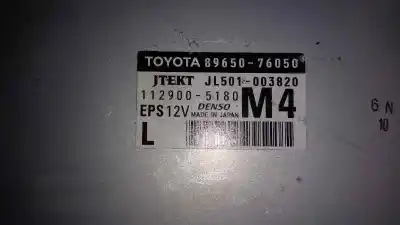 TOYOTA 89650-76050
JTEKT JL501-003820
112900-5180 DENSO M4
EPS12V MADE IN JAPAN
L
6 N
10